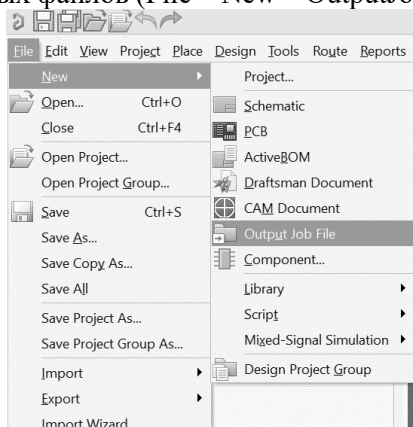 ых файлов (File – New – OutputJo
File Edit View Project Place Design Tools Route Reports
New
Open... Ctrl+O
Close Ctrl+F4
Open Project...
Open Project Group...
Save Ctrl+S
Save As...
Save Copy As...
Save All
Save Project As...
Save Project Group As...
Import
Export
Import Wizard
Project...
Schematic
PCB
ActiveBOM
Draftsman Document
CAM Document
Output Job File
Component...
Library
Script
Mixed-Signal Simulation
Design Project Group